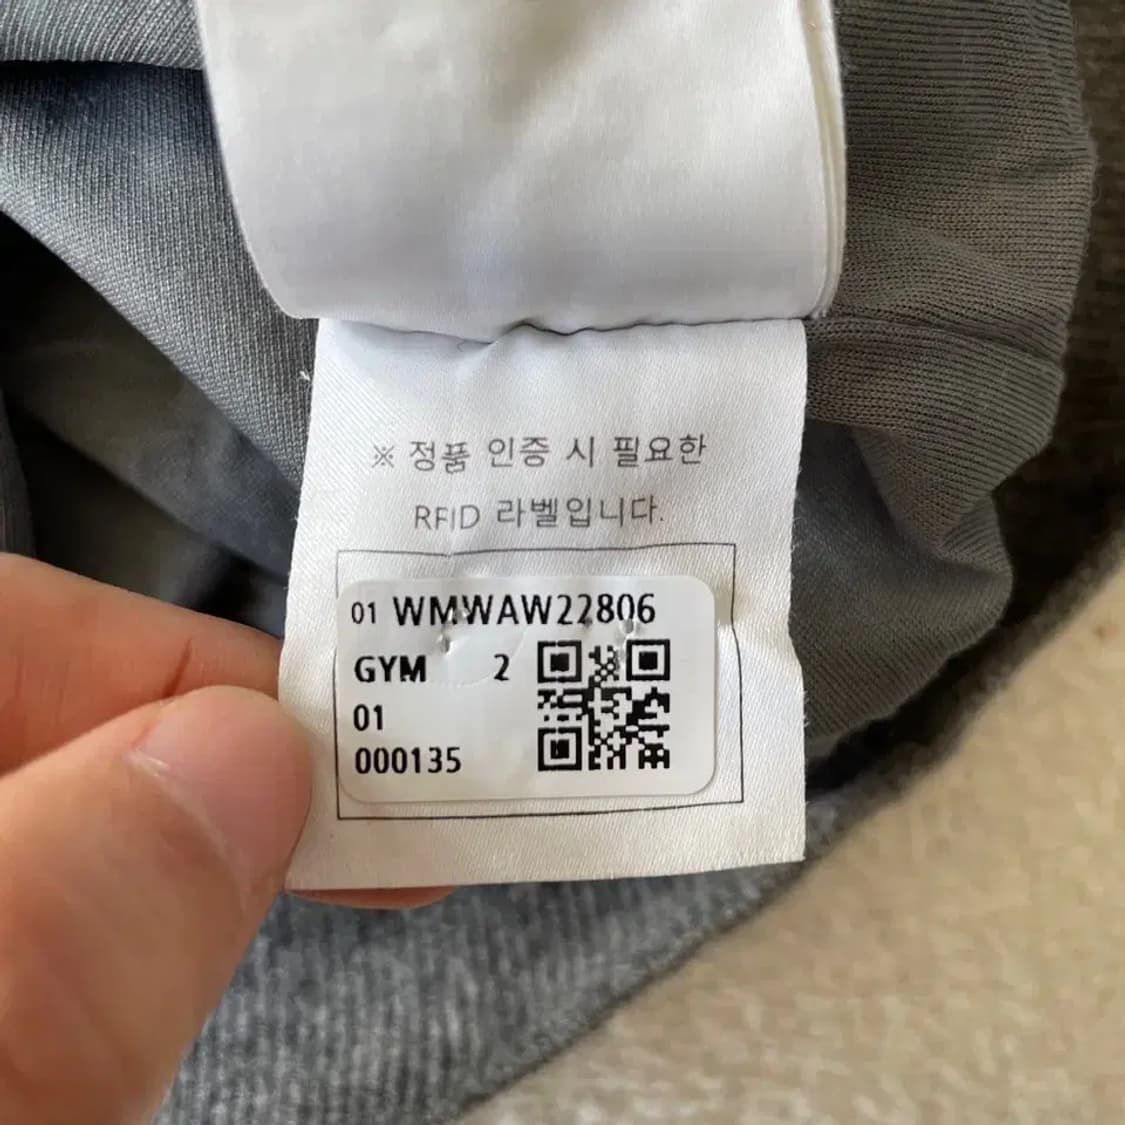 ※ 정품 인증 시 필요한
RFID 라벨입니다.
01 WMWAW22806
GYM 2
01
000135